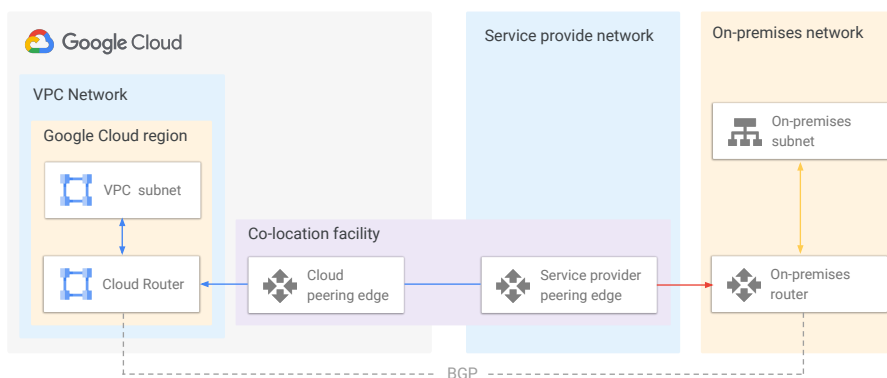 Google Cloud
Service provide network
On-premises network
VPC Network
Google Cloud region
On-premises
subnet
VPC subnet
Co-location facility
Cloud Router
Cloud
peering edge
Service provider
peering edge
On-premises
router
BGP